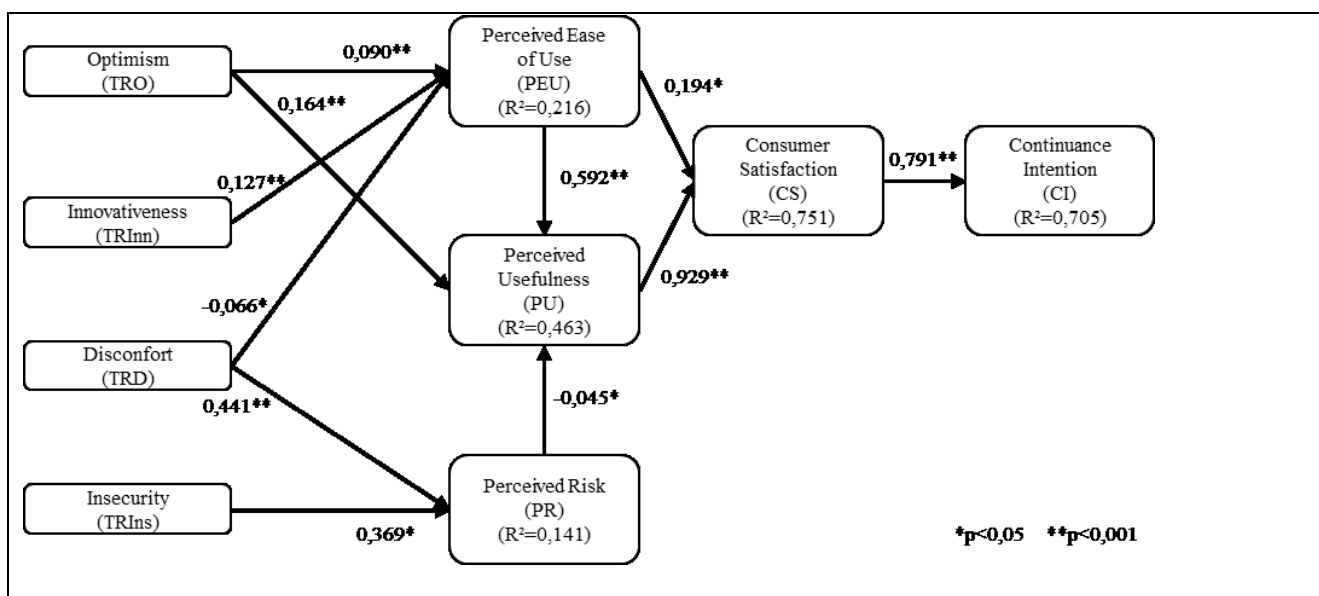 Optimism
(TRO)
0,090**
Perceived Ease
of Use
(PEU)
(R²=0,216)
0,164**
0,194*
Innovativeness
(TRInn)
0,127**
0,592**
Consumer
Satisfaction
(CS)
(R²=0,751)
0,791**
Continuance
Intention
(CI)
(R²=0,705)
Perceived
Usefulness
(PU)
(R²=0,463)
0,929**
-0,066*
Disconfort
(TRD)
0,441**
-0,045*
Insecurity
(TRIns)
0,369*
Perceived Risk
(PR)
(R²=0,141)
*p<0,05 **p<0,001